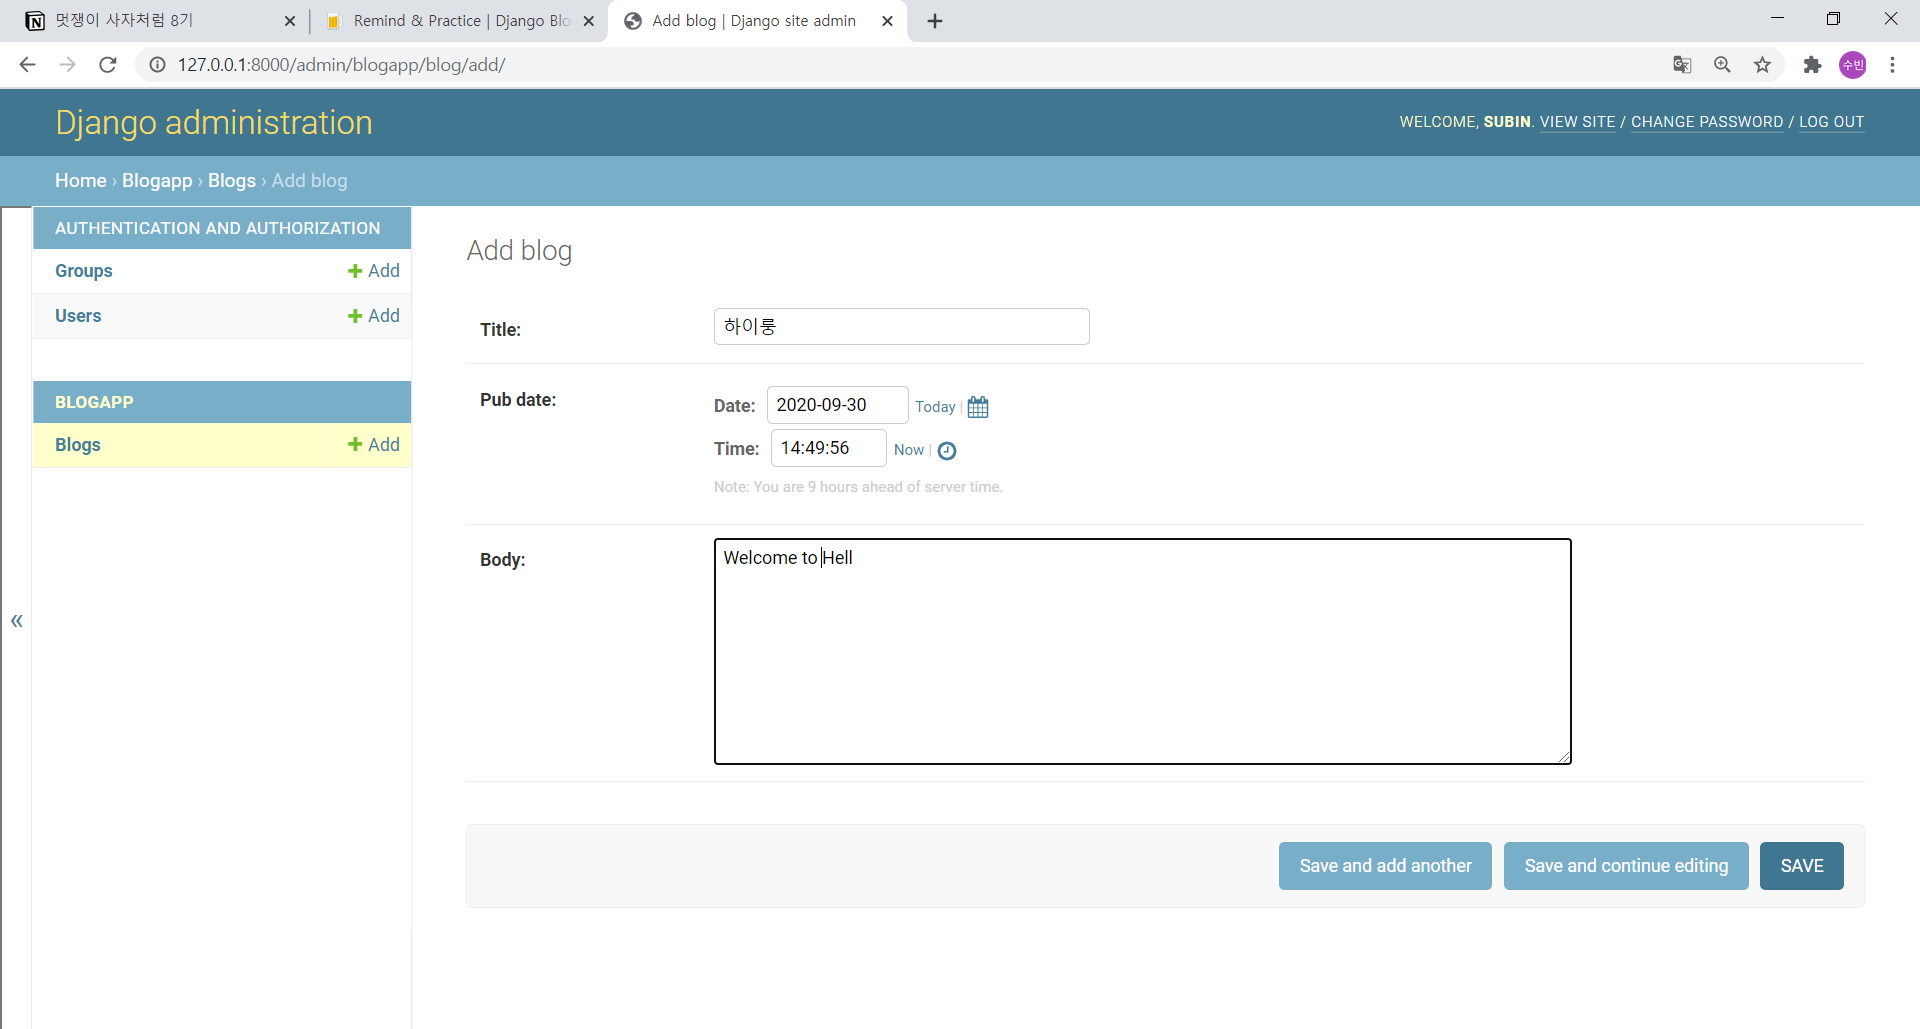 멋쟁이 사자처럼 8기
Remind & Practice | Django Blo
Add blog | Django site admin
127.0.0.1:8000/admin/blogapp/blog/add/
수빈
Django administration
WELCOME, SUBIN. VIEW SITE / CHANGE PASSWORD / LOG OUT
Home › Blogapp › Blogs › Add blog
AUTHENTICATION AND AUTHORIZATION
Groups + Add
Users + Add
BLOGAPP
Blogs + Add
«
Add blog
Title: 하이룽
Pub date:
Date: 2020-09-30 Today |
Time: 14:49:56 Now |
Note: You are 9 hours ahead of server time.
Body: Welcome to Hell
Save and add another
Save and continue editing
SAVE